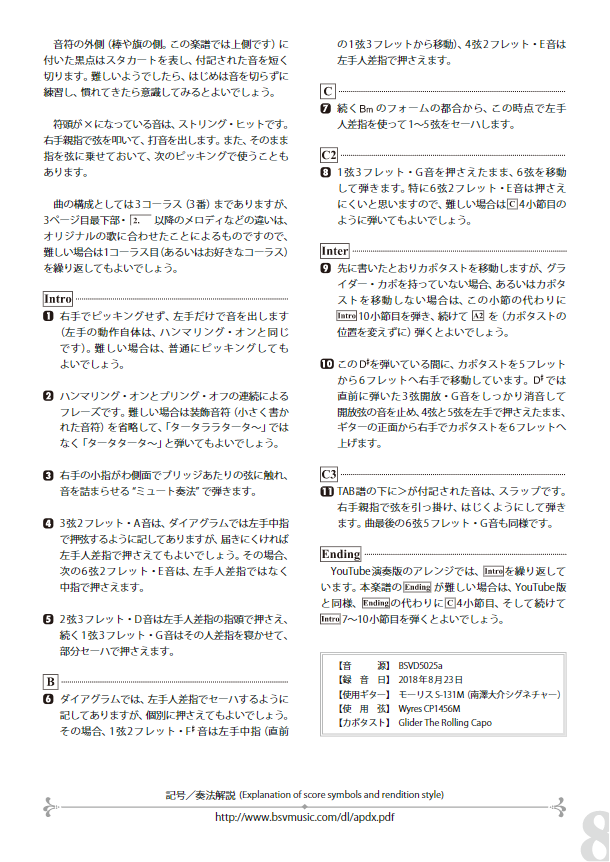 音符の外側（棒や旗の側。この楽譜では上側です）に
付いた黒点はスタカートを表し、付記された音を短く
切ります。難しいようでしたら、はじめは音を切らずに
練習し、慣れてきたら意識してみるとよいでしょう。
符頭が×になっている音は、ストリング・ヒットです。
右手親指で弦を叩いて、打音を出します。また、そのまま
指を弦に乗せておいて、次のピッキングで使うことも
あります。
曲の構成としては3コーラス（3番）までありますが、
3ページ目最下部・2. 以降のメロディなどの違いは、
オリジナルの歌に合わせたことによるものですので、
難しい場合は1コーラス目（あるいはお好きなコーラス）
を繰り返してもよいでしょう。
Intro
1 右手でピッキングせず、左手だけで音を出します
（左手の動作自体は、ハンマリング・オンと同じ
です）。難しい場合は、普通にピッキングしても
よいでしょう。
2 ハンマリング・オンとプリング・オフの連続による
フレーズです。難しい場合は装飾音符（小さく書か
れた音符）を省略して、「タータララタータ〜」では
なく「タータタータ〜」と弾いてもよいでしょう。
3 右手の小指がわ側面でブリッジあたりの弦に触れ、
音を詰まらせる“ミュート奏法”で弾きます。
4 3弦2フレット・A音は、ダイアグラムでは左手中指
で押弦するように記してありますが、届きにくければ
左手人差指で押さえてもよいでしょう。その場合、
次の6弦2フレット・E音は、左手人差指ではなく
中指で押さえます。
5 2弦3フレット・D音は左手人差指の指頭で押さえ、
続く1弦3フレット・G音はその人差指を寝かせて、
部分セーハで押さえます。
B
6 ダイアグラムでは、左手人差指でセーハするように
記してありますが、個別に押さえてもよいでしょう。
その場合、1弦2フレット・F♯音は左手中指（直前
の1弦3フレットから移動）、4弦2フレット・E音は
左手人差指で押さえます。
C
7 続くBmのフォームの都合から、この時点で左手
人差指を使って1〜5弦をセーハします。
C2
8 1弦3フレット・G音を押さえたまま、6弦を移動
して弾きます。特に6弦2フレット・E音は押さえ
にくいと思いますので、難しい場合はC4小節目の
ように弾いてもよいでしょう。
Inter
9 先に書いたとおりカポタストを移動しますが、グラ
イダー・カポを持っていない場合、あるいはカポタ
ストを移動しない場合は、この小節の代わりに
Intro10小節目を弾き、続けて A2 を（カポタストの
位置を変えずに）弾くとよいでしょう。
10 このD♯を弾いている間に、カポタストを5フレット
から6フレットへ右手で移動しています。D♯では
直前に弾いた3弦開放・G音をしっかり消音して
開放弦の音を止め、4弦と5弦を左手で押さえたまま、
ギターの正面から右手でカポタストを6フレットへ
上げます。
C3
11 TAB譜の下に＞が付記された音は、スラップです。
右手親指で弦を引っ掛け、はじくようにして弾き
ます。曲最後の6弦5フレット・G音も同様です。
Ending
YouTube演奏版のアレンジでは、Introを繰り返して
います。本楽譜のEndingが難しい場合は、YouTube版
と同様、Endingの代わりにC4小節目、そして続けて
Intro7〜10小節目を弾くとよいでしょう。
【音　　源】 BSVD5025a
【録　音　日】 2018年8月23日
【使用ギター】 モーリス S-131M（南澤大介シグネチャー）
【使　用　弦】 Wyres CP1456M
【カポタスト】 Glider The Rolling Capo
記号／奏法解説 (Explanation of score symbols and rendition style)
http://www.bsvmusic.com/dl/apdx.pdf
8